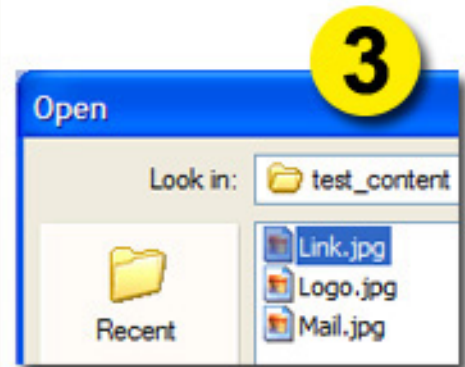 3
Open
Look in: test_content
Link.jpg
Logo.jpg
Mail.jpg
Recent